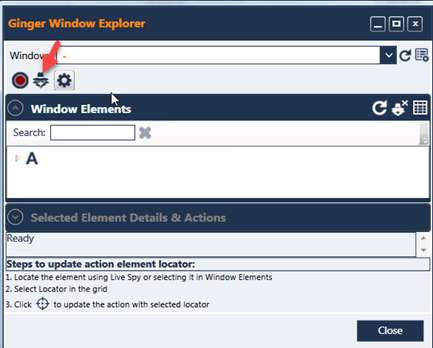 Ginger Window Explorer
Window: -
Window Elements
Search:
A
Selected Element Details & Actions
Ready
Steps to update action element locator:
1. Locate the element using Live Spy or selecting it in Window Elements
2. Select Locator in the grid
3. Click to update the action with selected locator
Close